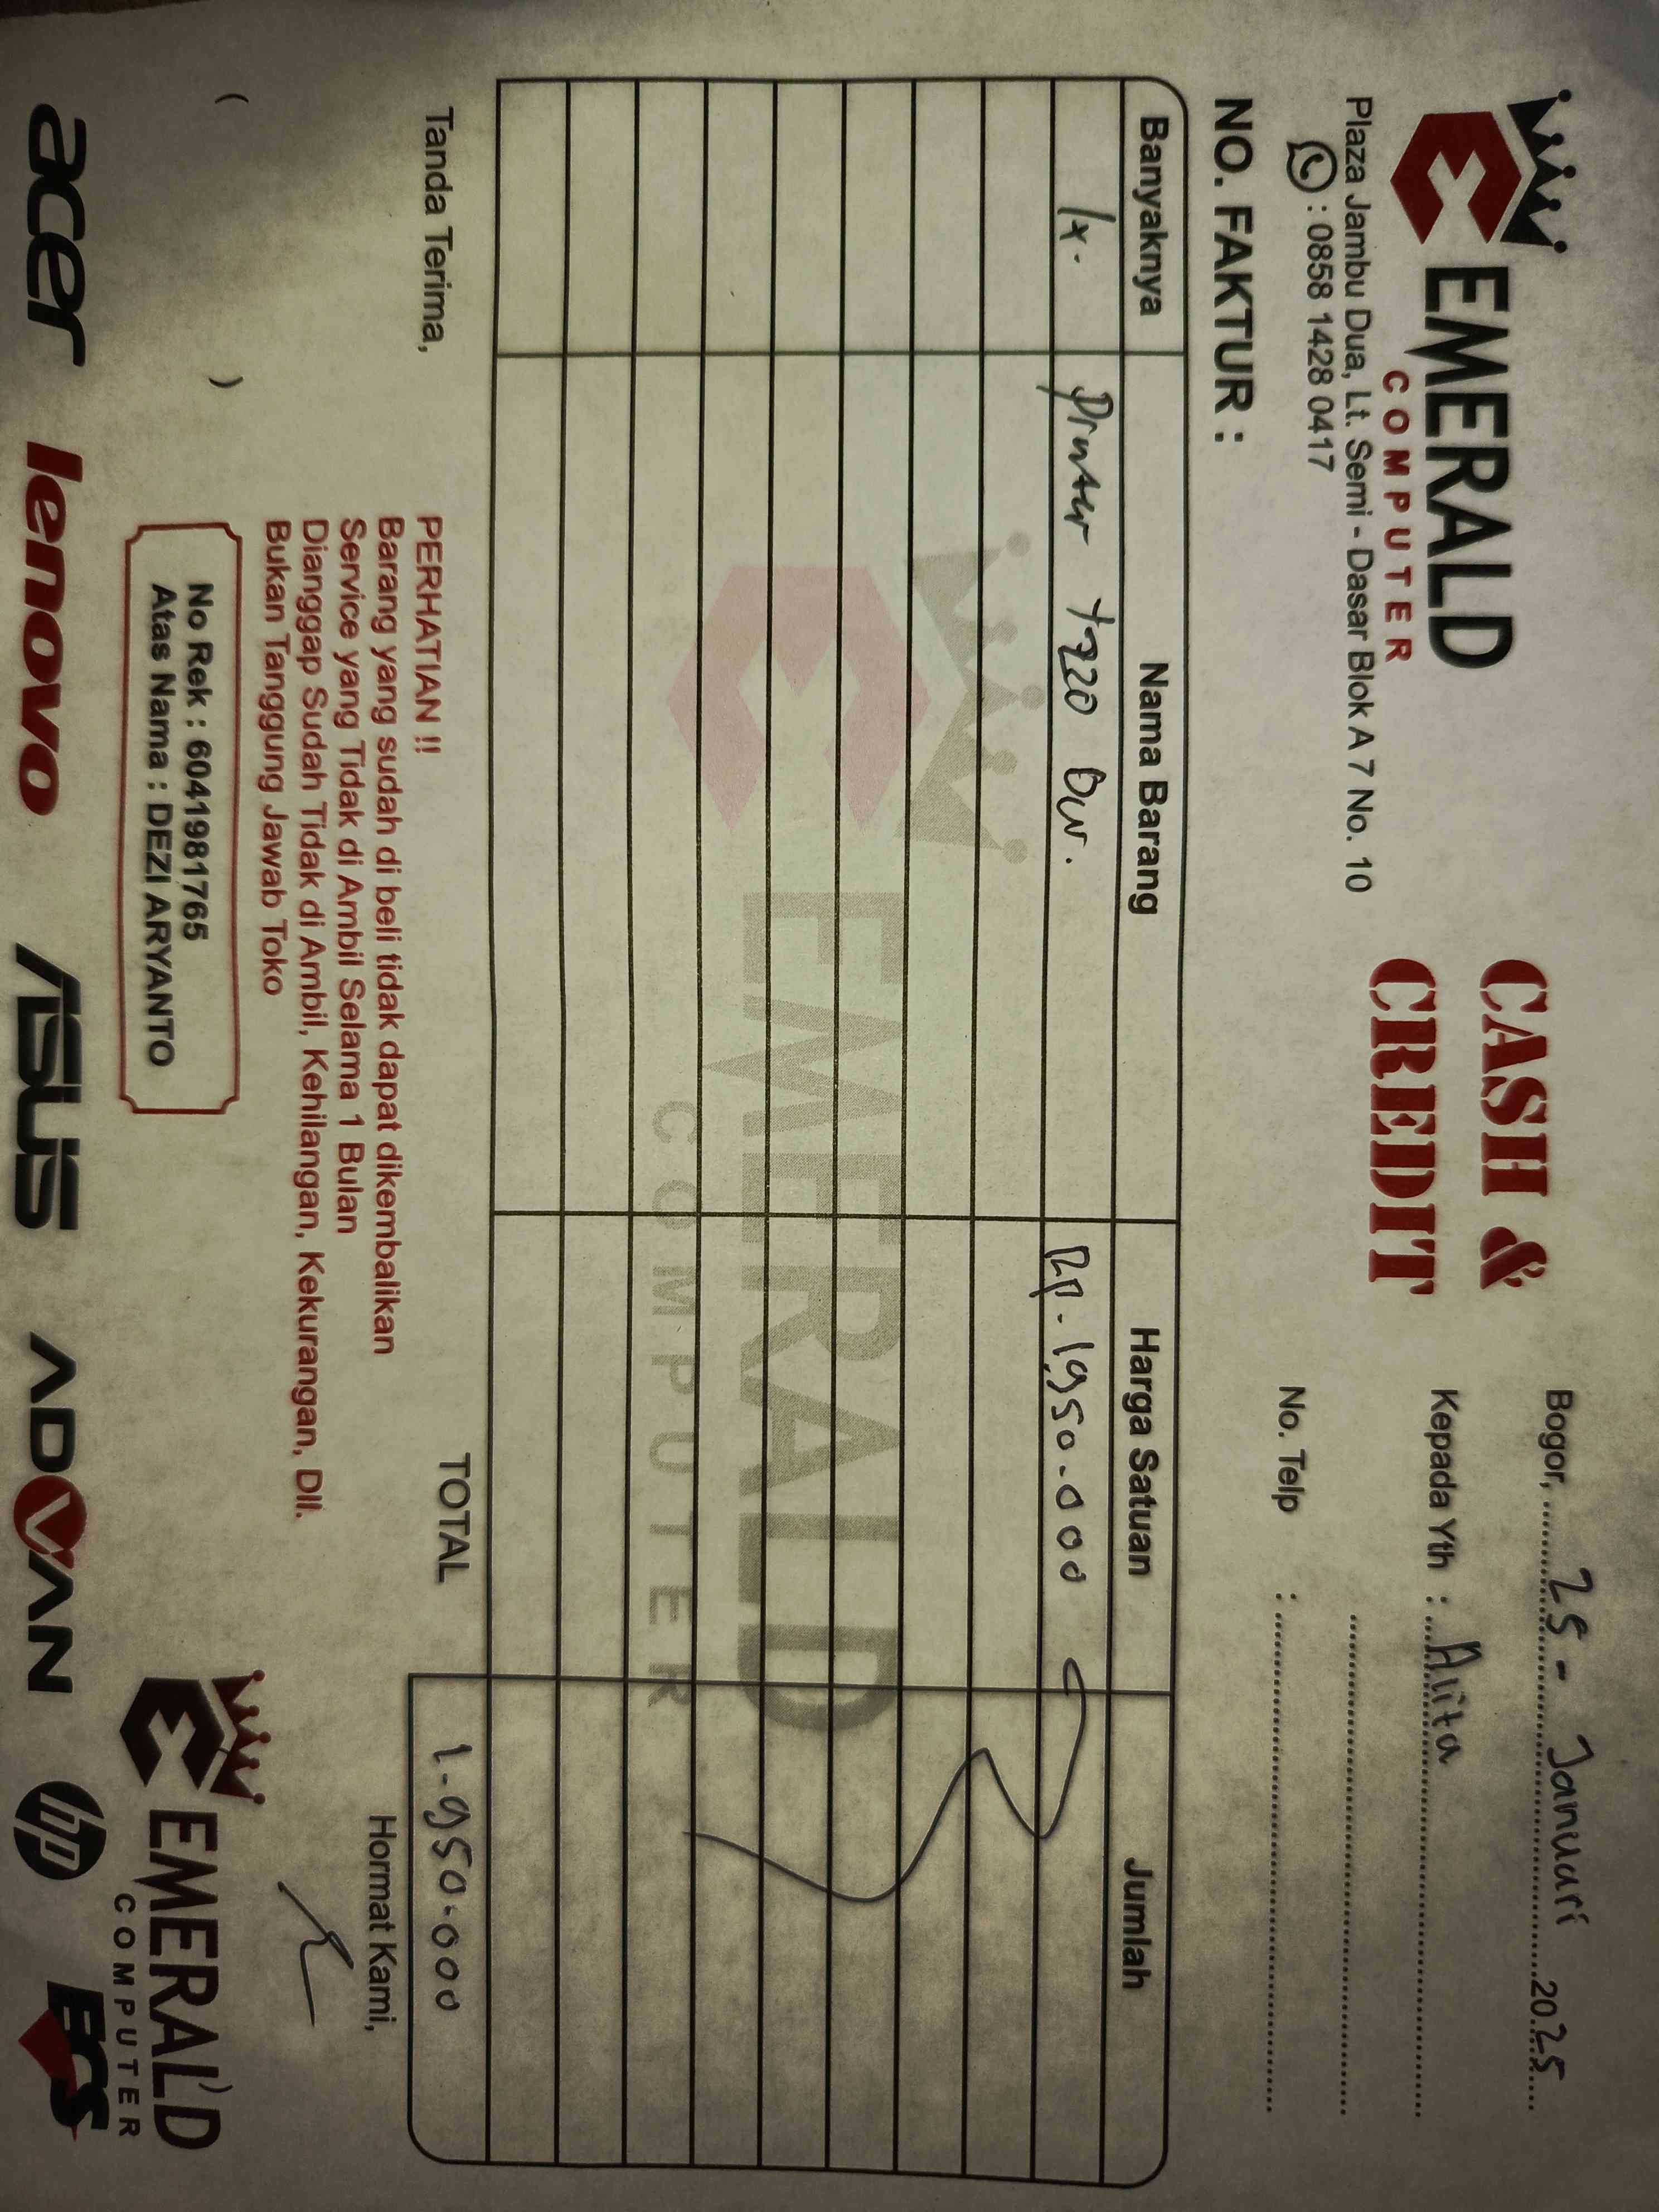 EMERALD
COMPUTER
Plaza Jambu Dua, Lt. Semi - Dasar Blok A 7 No. 10
: 0858 1428 0417
CASH &
CREDIT
Bogor, 25 - Januari 2025
Kepada Yth : Alita
No. Telp :
NO. FAKTUR :
Banyaknya Nama Barang Harga Satuan Jumlah
1x. Printer T720 DW. Rp. 1.950.000
EMERALD
COMPUTER
TOTAL 1.950.000
Tanda Terima,
( )
PERHATIAN !!
Barang yang sudah di beli tidak dapat dikembalikan
Service yang Tidak di Ambil Selama 1 Bulan
Dianggap Sudah Tidak di Ambil, Kehilangan, Kekurangan, Dll.
Bukan Tanggung Jawab Toko
No Rek : 6041981765
Atas Nama : DEZI ARYANTO
Hormat Kami,
EMERAL'D
COMPUTER
acer lenovo ASUS ADVAN hp ECS